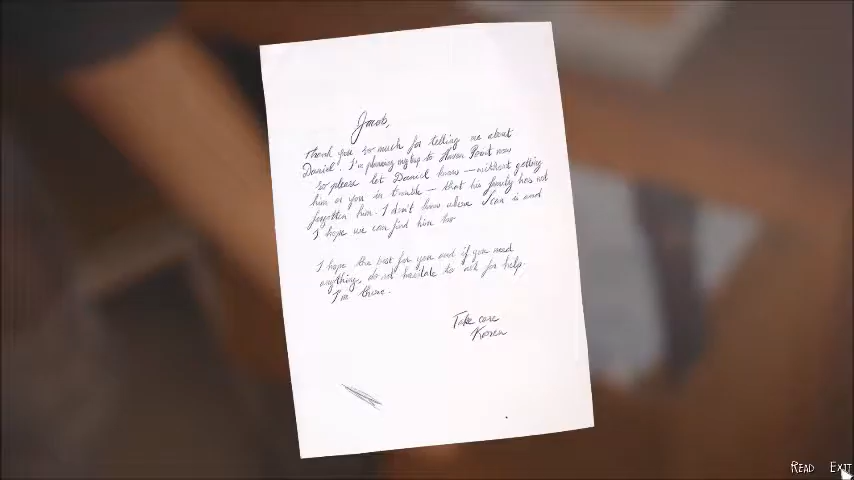 Jacob,
Thank you so much for telling me about
Daniel. I'm planning my trip to Haven Point now
so please let Daniel know — without getting
him or you in trouble — that his family has not
forgotten him. I don't know where Sean is and
I hope we can find him too
I hope the best for you and if you need
anything, do not hesitate to ask for help.
I'm there.
Take care
Karen
READ EXIT